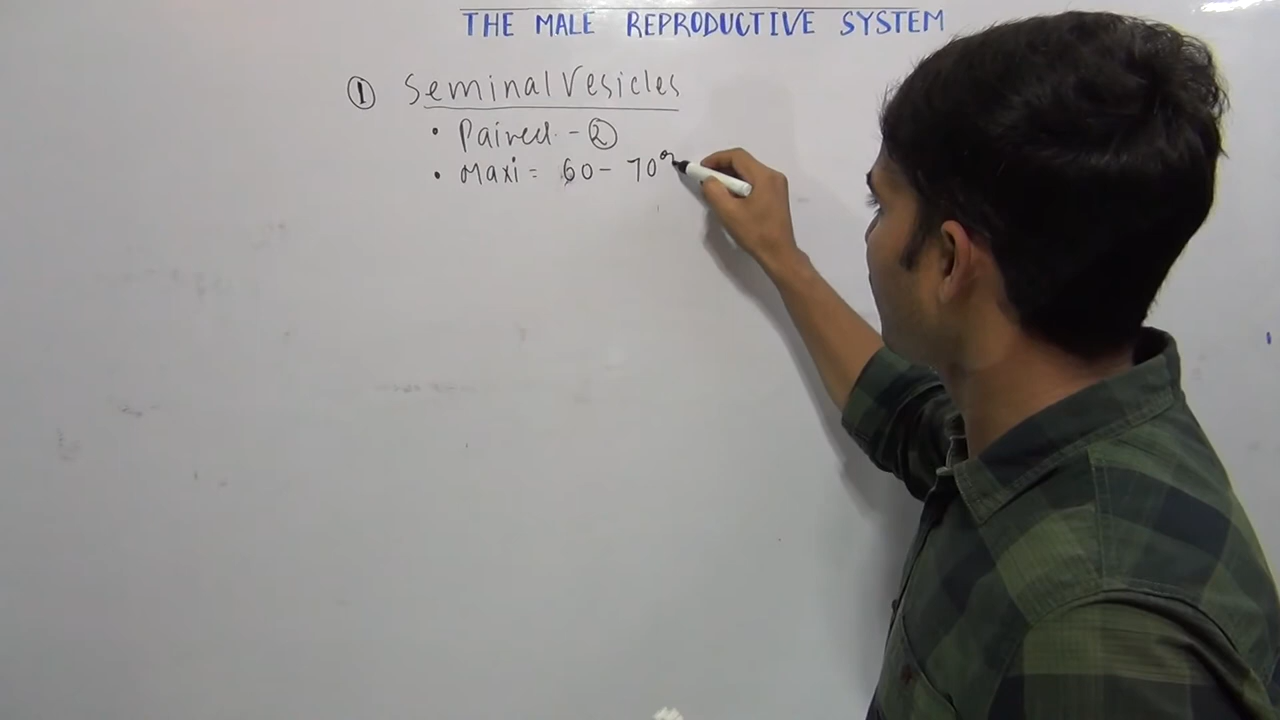 THE MALE REPRODUCTIVE SYSTEM
① Seminal Vesicles
• Paired - ②
• Maxi = 60 - 70%